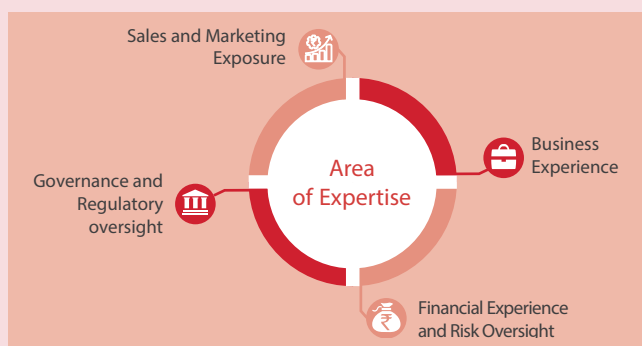 Sales and Marketing
Exposure
Business
Experience
Area
of Expertise
Governance and
Regulatory
oversight
Financial Experience
and Risk Oversight